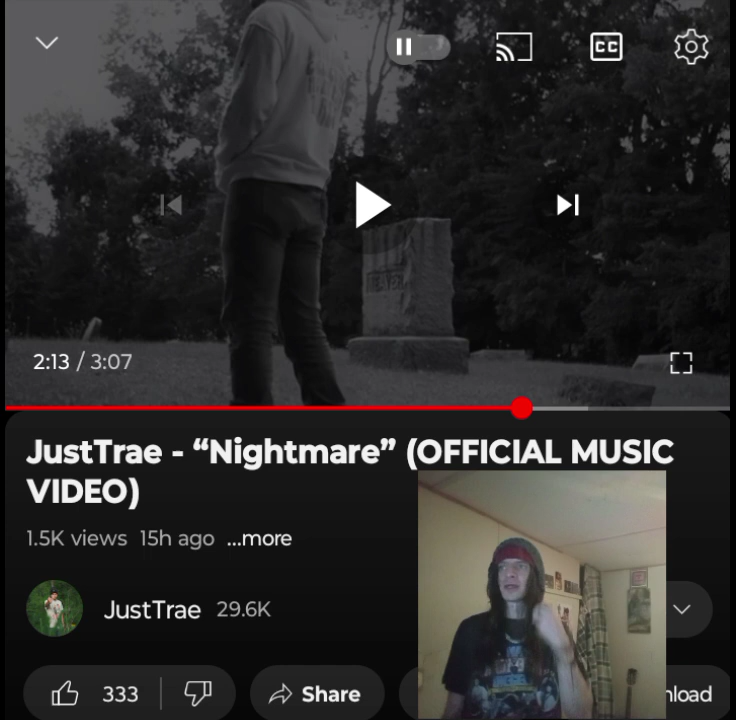 CC
2:13 / 3:07
JustTrae - “Nightmare” (OFFICIAL MUSIC
VIDEO)
1.5K views 15h ago ...more
JustTrae 29.6K
333
Share
nload